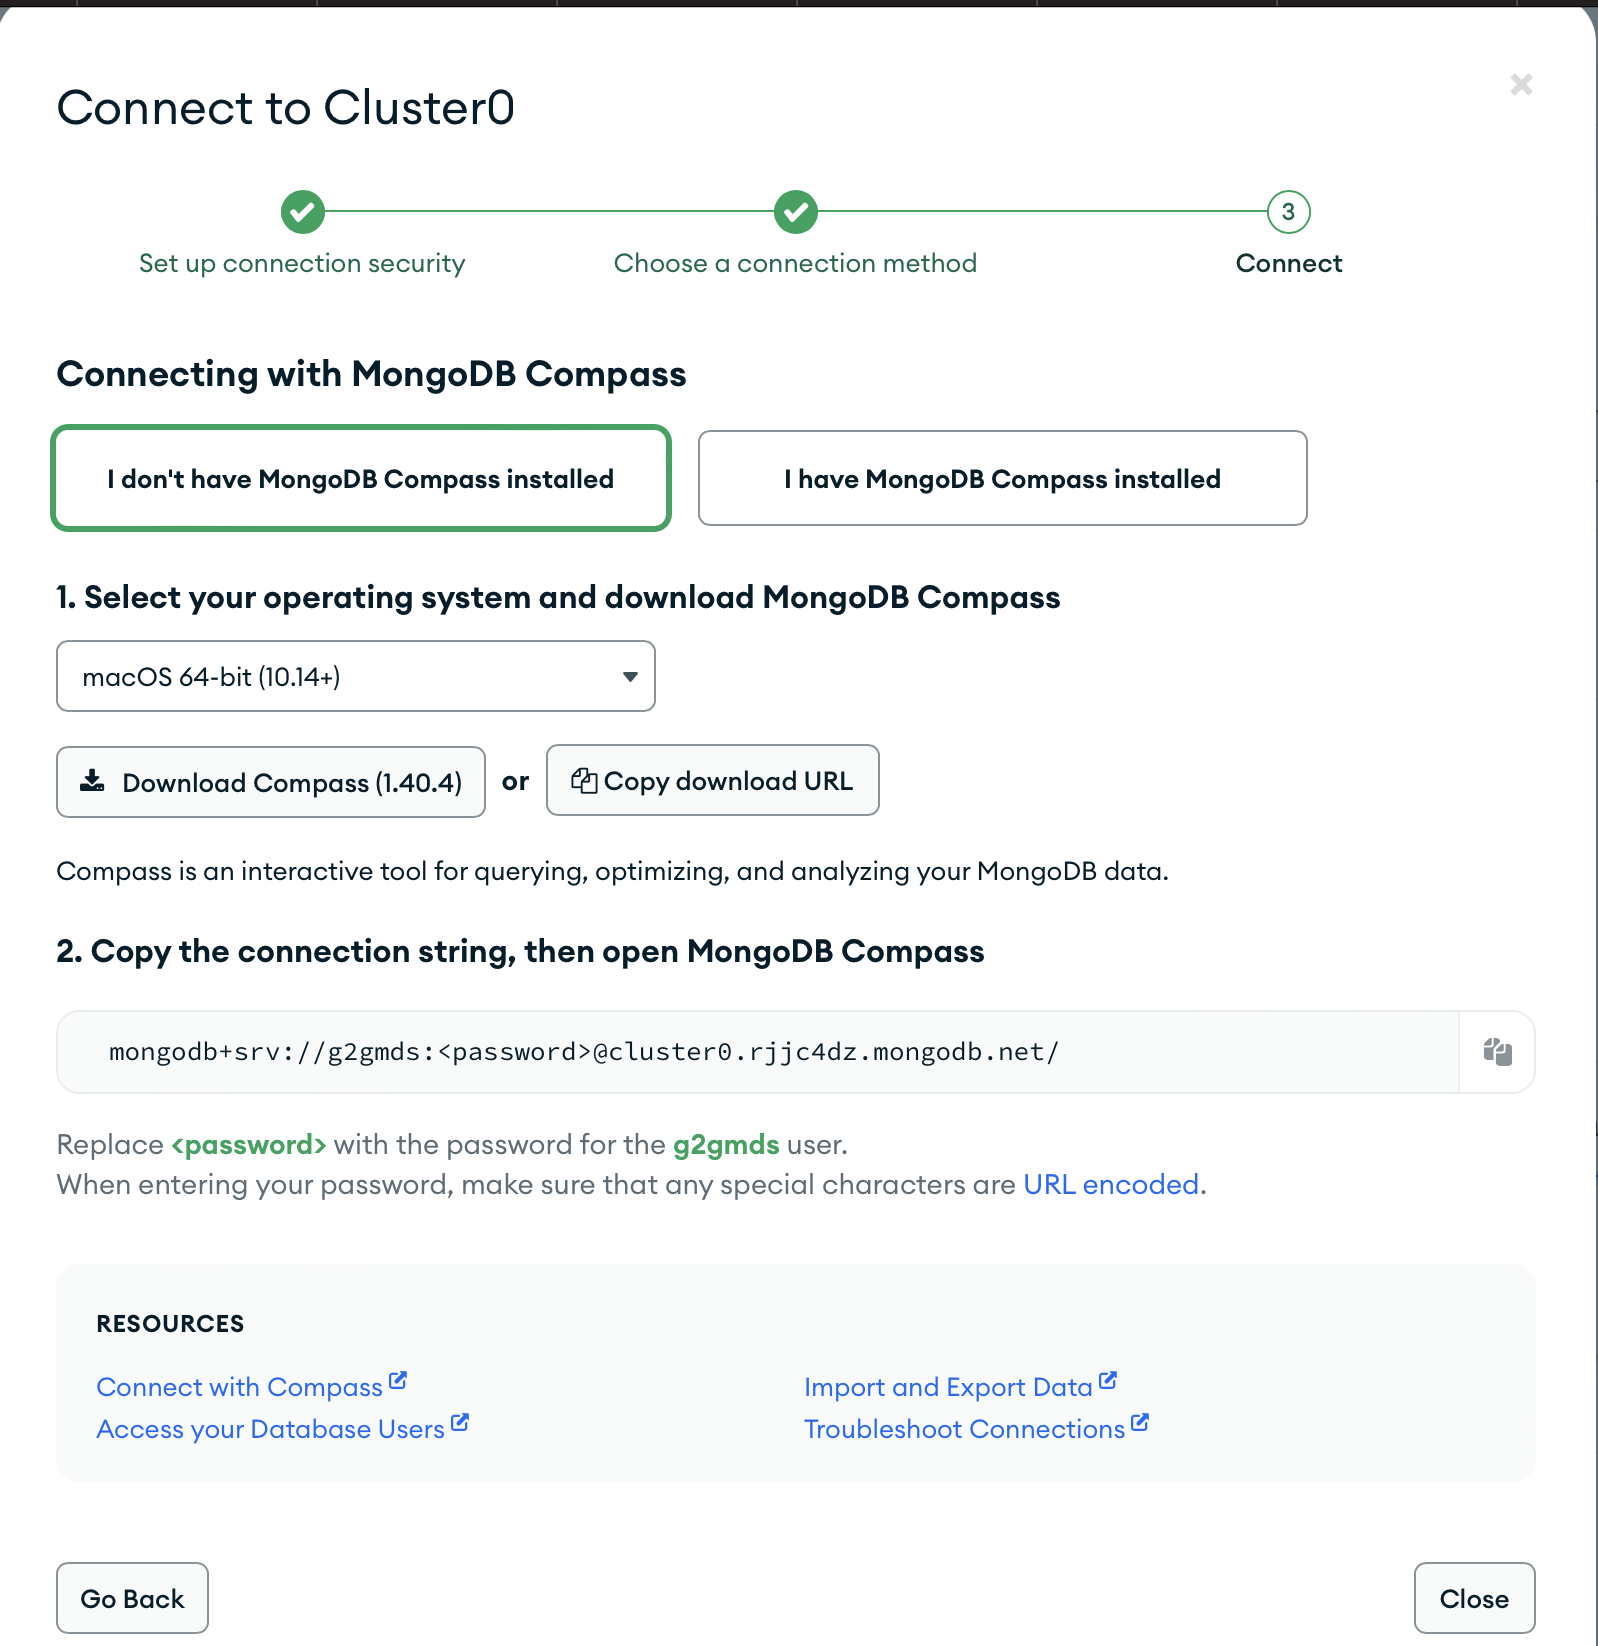 Connect to Cluster0
3
Set up connection security
Choose a connection method
Connect
Connecting with MongoDB Compass
I don't have MongoDB Compass installed
I have MongoDB Compass installed
1. Select your operating system and download MongoDB Compass
macOS 64-bit (10.14+)
Download Compass (1.40.4)
or
Copy download URL
Compass is an interactive tool for querying, optimizing, and analyzing your MongoDB data.
2. Copy the connection string, then open MongoDB Compass
mongodb+srv://g2gmds:<password>@cluster0.rjjc4dz.mongodb.net/
Replace <password> with the password for the g2gmds user.
When entering your password, make sure that any special characters are URL encoded.
RESOURCES
Connect with Compass
Import and Export Data
Access your Database Users
Troubleshoot Connections
Go Back
Close